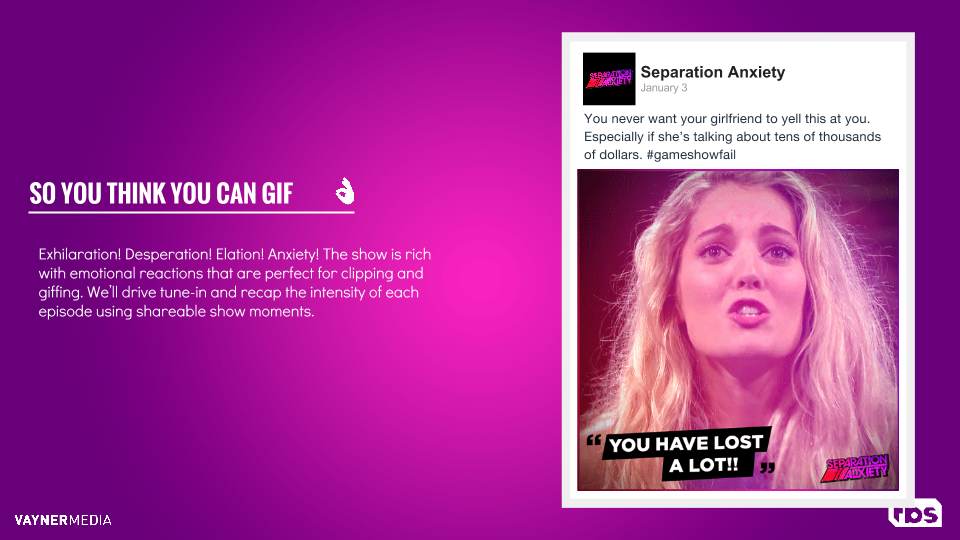 SO YOU THINK YOU CAN GIF
Exhilaration! Desperation! Elation! Anxiety! The show is rich
with emotional reactions that are perfect for clipping and
giffing. We'll drive tune-in and recap the intensity of each
episode using shareable show moments.
SEPARATION
ANXIETY
Separation Anxiety
January 3
You never want your girlfriend to yell this at you.
Especially if she's talking about tens of thousands
of dollars. #gameshowfail
“YOU HAVE LOST
A LOT!!”
SEPARATION
ANXIETY
VAYNERMEDIA
tbs